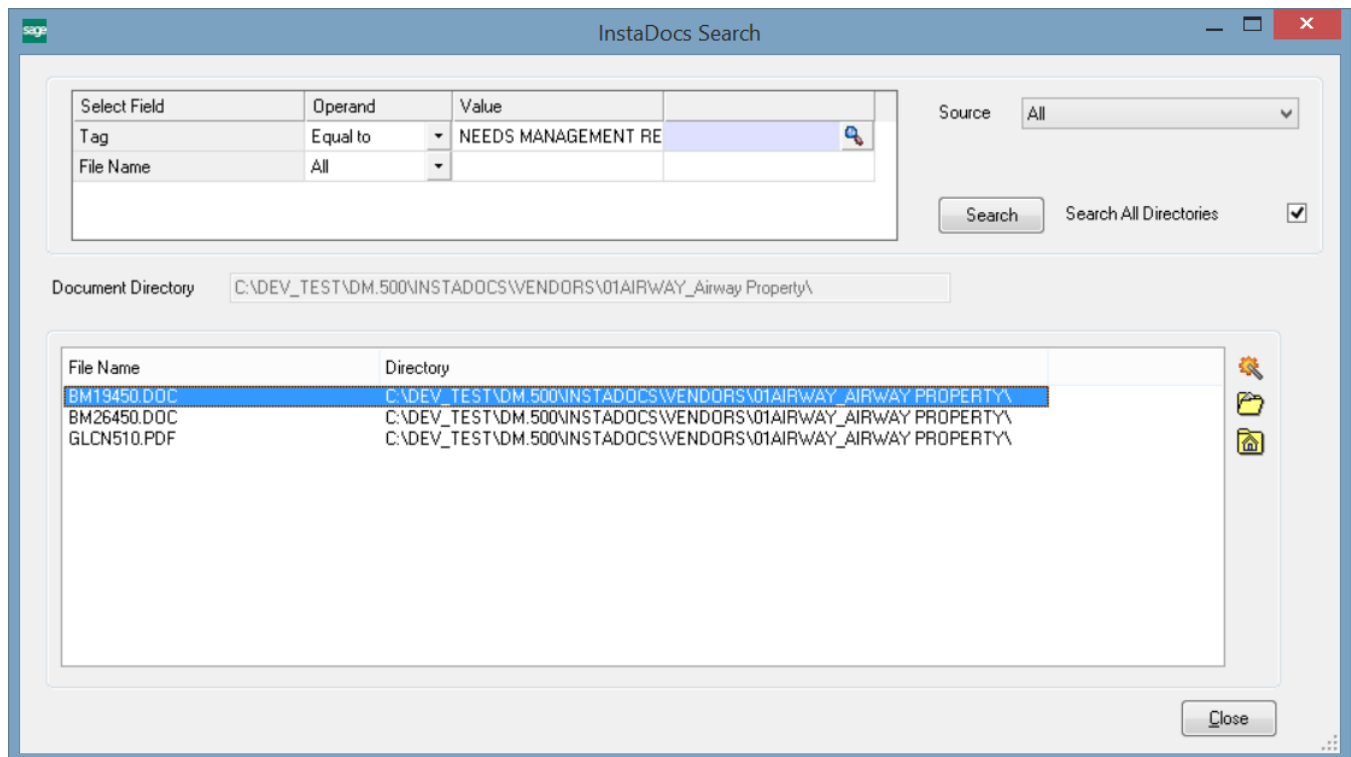 sage InstaDocs Search
Select Field Operand Value
Tag Equal to NEEDS MANAGEMENT RE
File Name All
Source All
Search Search All Directories
Document Directory C:\DEV_TEST\DM.500\INSTADOCS\VENDORS\01AIRWAY_Airway Property\
File Name Directory
BM19450.DOC C:\DEV_TEST\DM.500\INSTADOCS\VENDORS\01AIRWAY_AIRWAY PROPERTY\
BM26450.DOC C:\DEV_TEST\DM.500\INSTADOCS\VENDORS\01AIRWAY_AIRWAY PROPERTY\
GLCN510.PDF C:\DEV_TEST\DM.500\INSTADOCS\VENDORS\01AIRWAY_AIRWAY PROPERTY\
Close